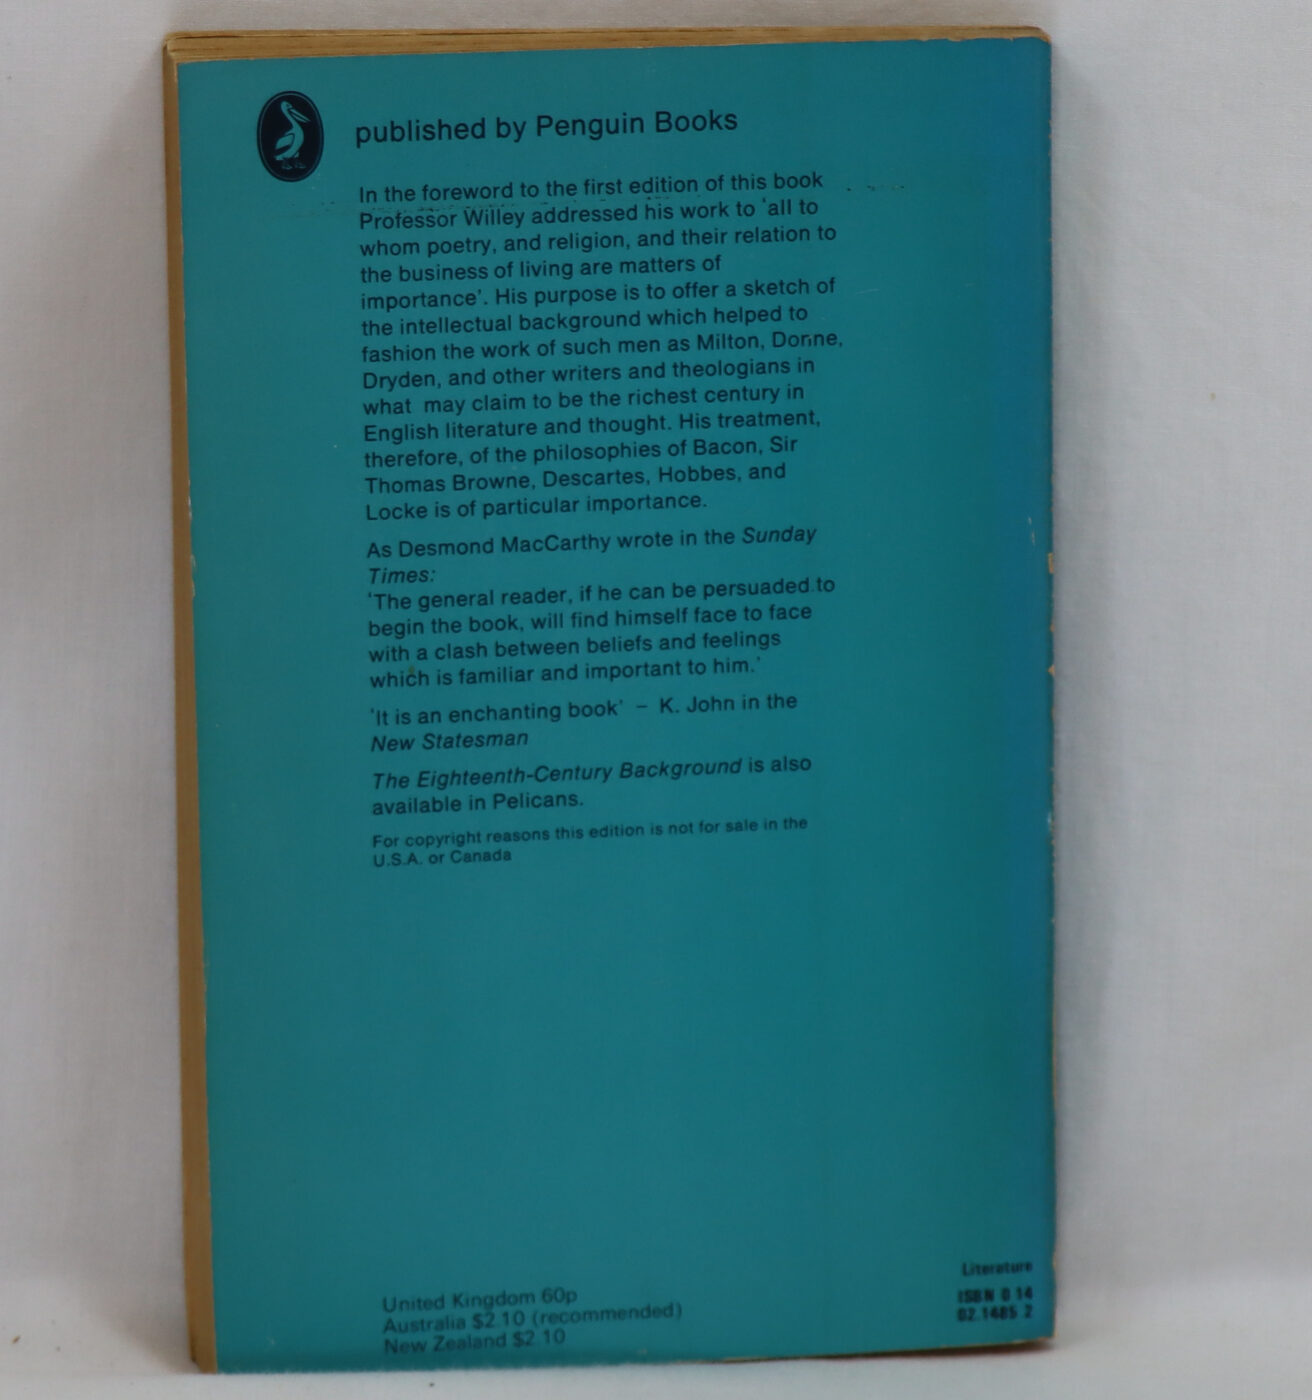 published by Penguin Books
In the foreword to the first edition of this book
Professor Willey addressed his work to ‘all to
whom poetry, and religion, and their relation to
the business of living are matters of
importance’. His purpose is to offer a sketch of
the intellectual background which helped to
fashion the work of such men as Milton, Donne,
Dryden, and other writers and theologians in
what may claim to be the richest century in
English literature and thought. His treatment,
therefore, of the philosophies of Bacon, Sir
Thomas Browne, Descartes, Hobbes, and
Locke is of particular importance.
As Desmond MacCarthy wrote in the Sunday
Times:
‘The general reader, if he can be persuaded to
begin the book, will find himself face to face
with a clash between beliefs and feelings
which is familiar and important to him.’
‘It is an enchanting book’ – K. John in the
New Statesman
The Eighteenth-Century Background is also
available in Pelicans.
For copyright reasons this edition is not for sale in the
U.S.A. or Canada
United Kingdom 60p
Australia $2.10 (recommended)
New Zealand $2.10
Literature
ISBN 0 14
02.1485 2